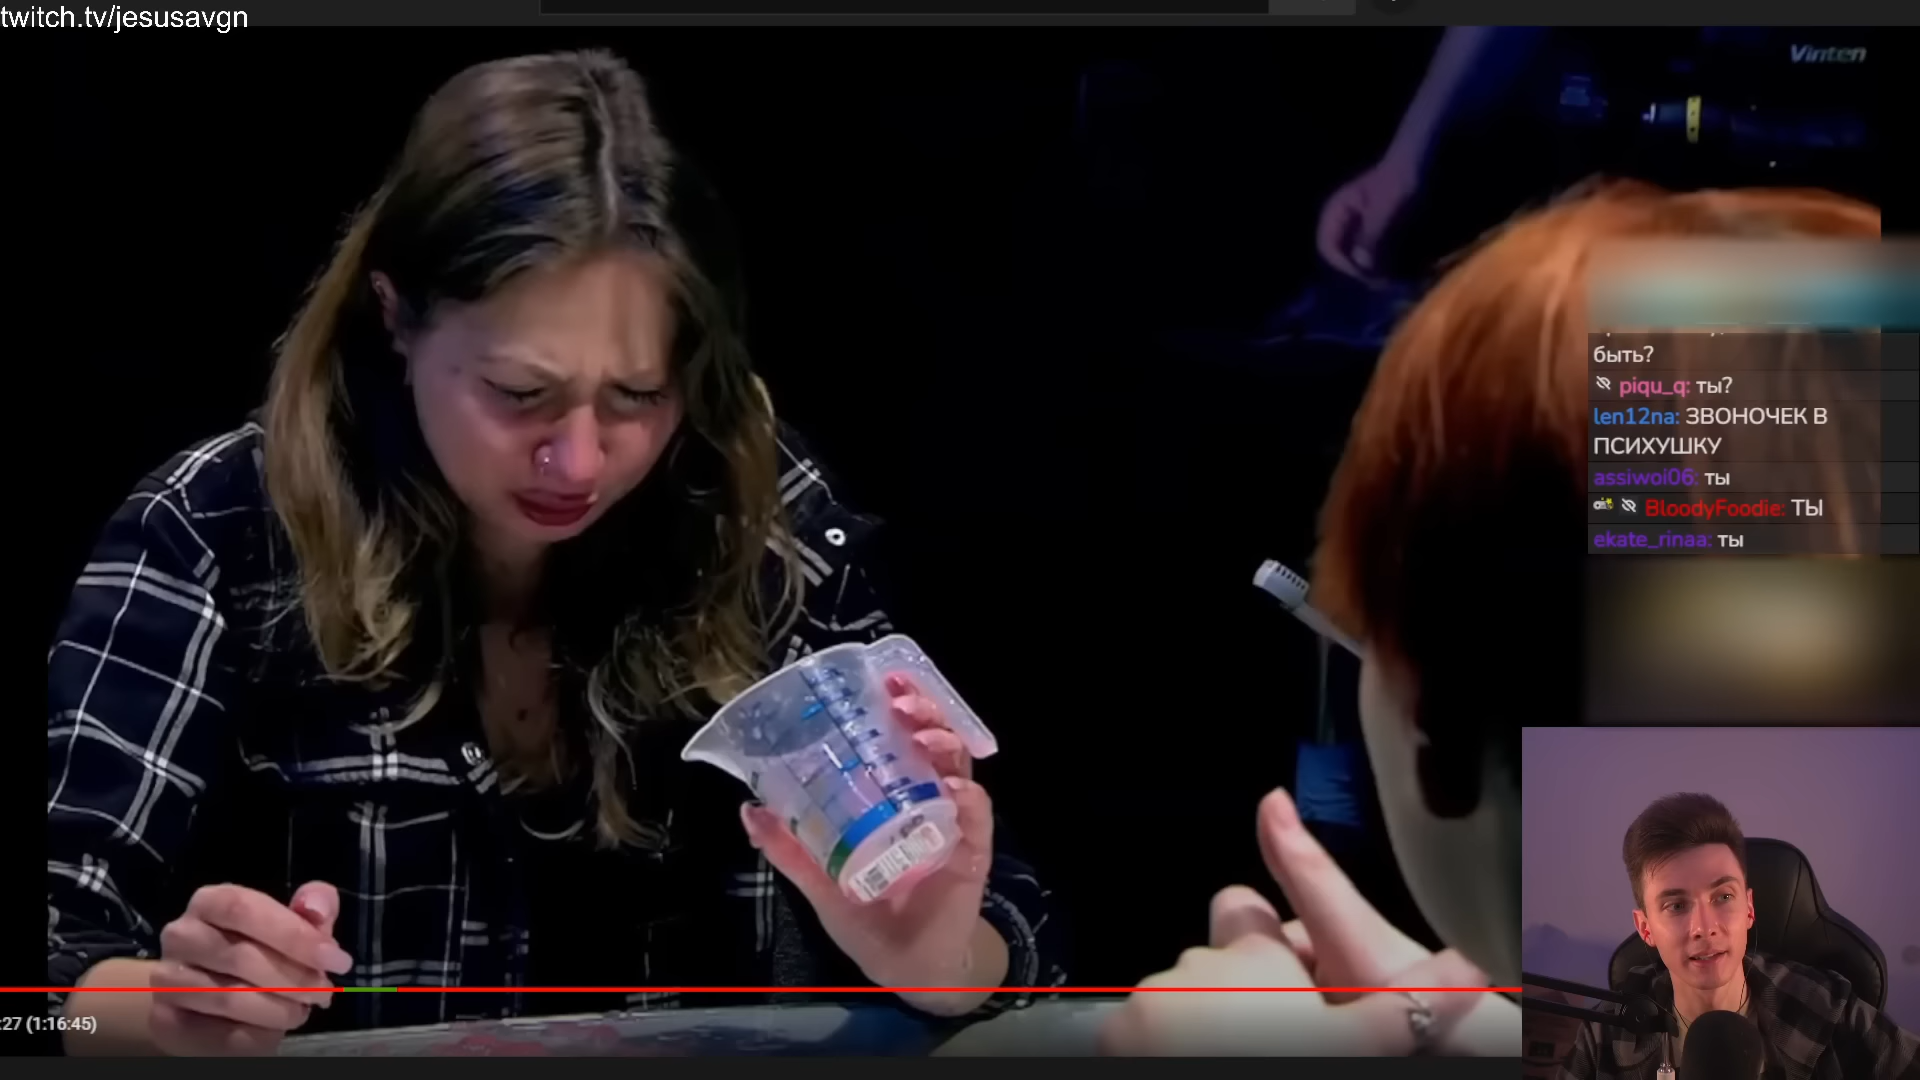 twitch.tv/jesusavgn
Vinten
быть?
piqu_q: ты?
len12na: ЗВОНОЧЕК В
ПСИХУШКУ
assiwoi06: ты
BloodyFoodie: ТЫ
ekate_rinaa: ты
:27 (1:16:45)